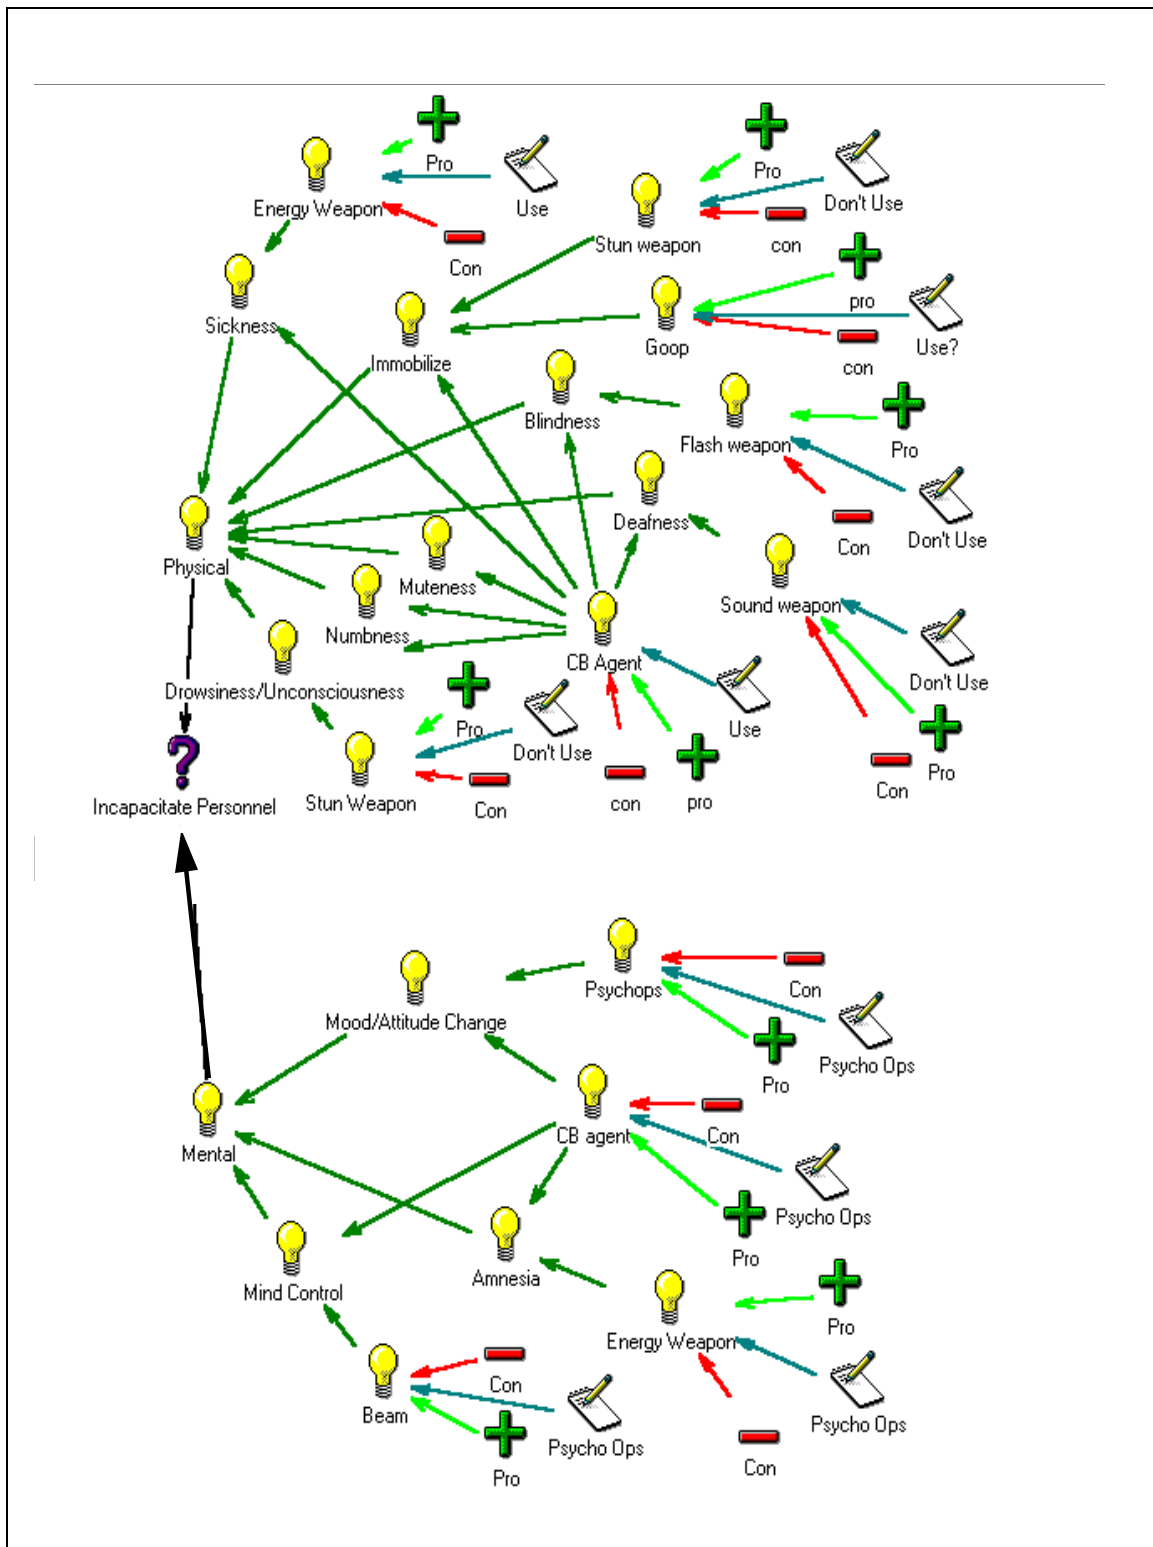 Pro
Energy Weapon
Use
Con
Pro
Don't Use
Stun weapon
con
Sickness
Immobilize
Goop
pro
Use?
con
Blindness
Flash weapon
Pro
Deafness
Con
Don't Use
Physical
Muteness
Sound weapon
Numbness
CB Agent
Drowsiness/Unconsciousness
Don't Use
Pro
Don't Use
Use
Incapacitate Personnel
Stun Weapon
Con
con
pro
Con
Pro
Psychops
Con
Mood/Attitude Change
Psycho Ops
Pro
Mental
CB agent
Con
Psycho Ops
Pro
Mind Control
Amnesia
Energy Weapon
Pro
Con
Beam
Psycho Ops
Pro
Psycho Ops
Con